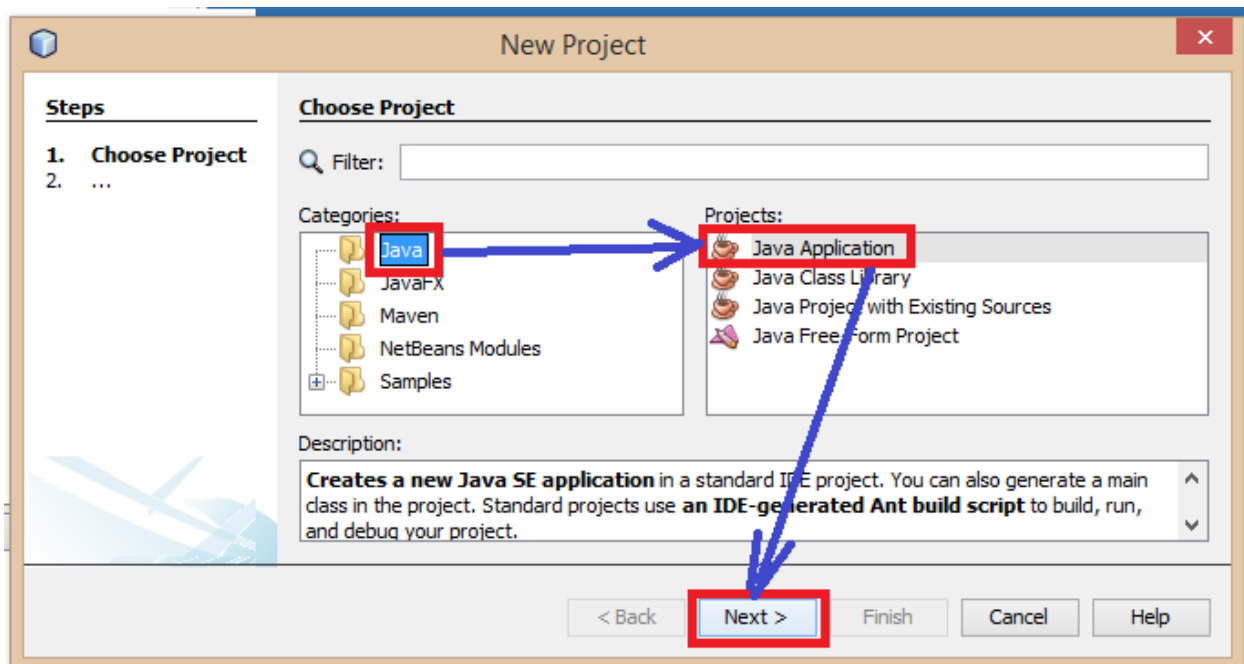 New Project
Steps
1. Choose Project
2. ...
Choose Project
Filter:
Categories:
Java
JavaFX
Maven
NetBeans Modules
Samples
Projects:
Java Application
Java Class Library
Java Project with Existing Sources
Java Free-Form Project
Description:
Creates a new Java SE application in a standard IDE project. You can also generate a main
class in the project. Standard projects use an IDE-generated Ant build script to build, run,
and debug your project.
< Back Next > Finish Cancel Help